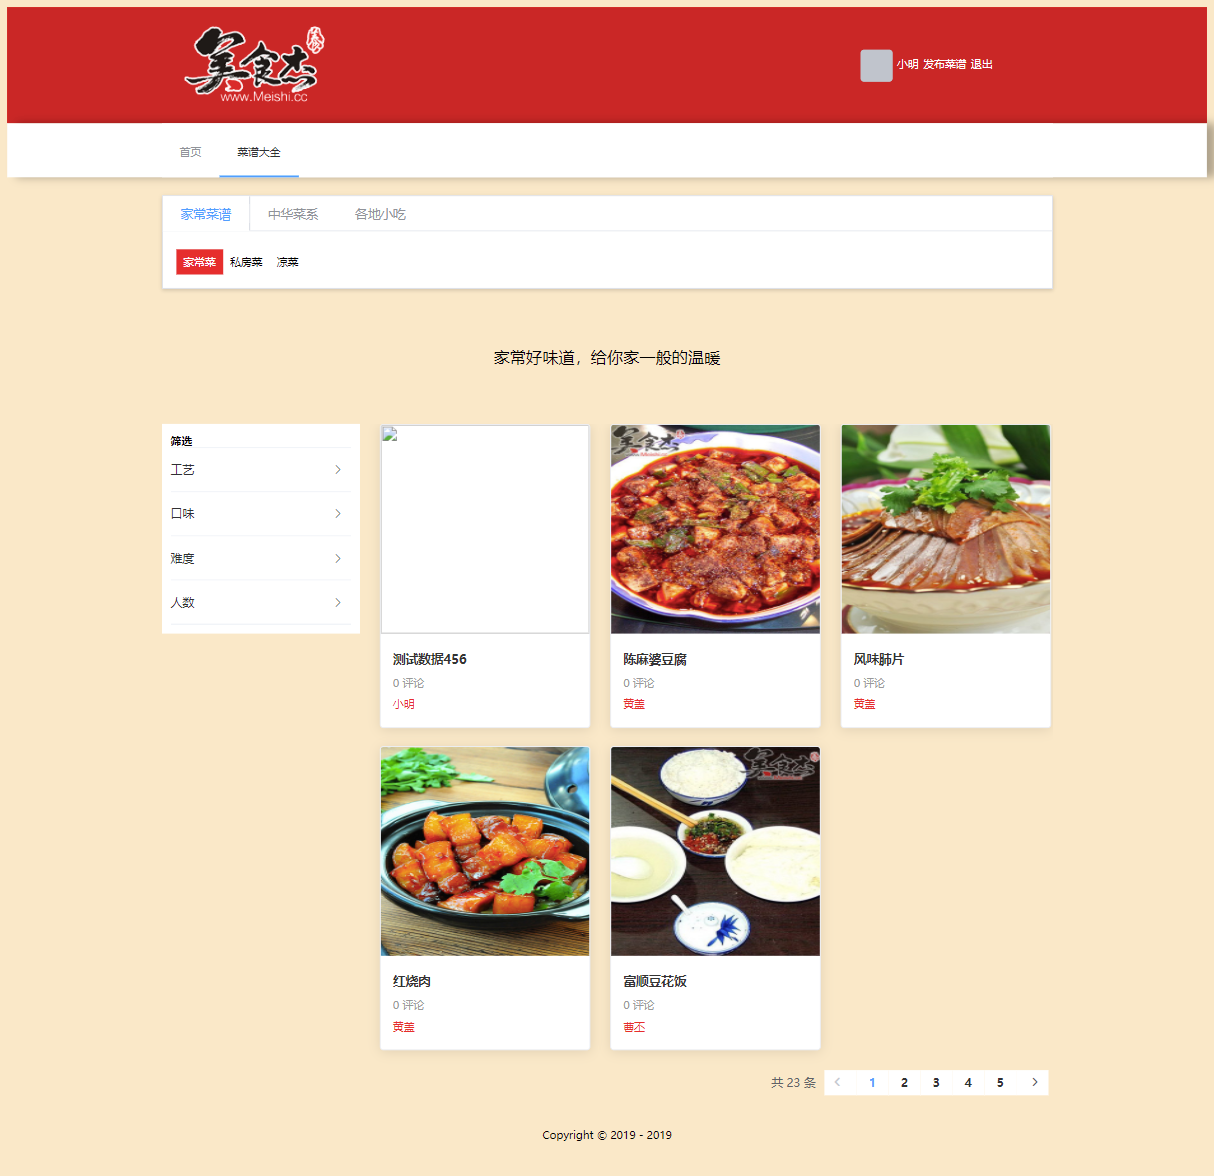 美食杰
www.Meishi.cc
小明 发布菜谱 退出
首页 菜谱大全
家常菜谱 中华菜系 各地小吃
家常菜 私房菜 凉菜
家常好味道，给你家一般的温暖
筛选
工艺
口味
难度
人数
测试数据456
0 评论
小明
美食杰
陈麻婆豆腐
0 评论
黄盖
风味肺片
0 评论
黄盖
红烧肉
0 评论
黄盖
美食杰
富顺豆花饭
0 评论
曹丕
共 23 条 1 2 3 4 5
Copyright © 2019 - 2019